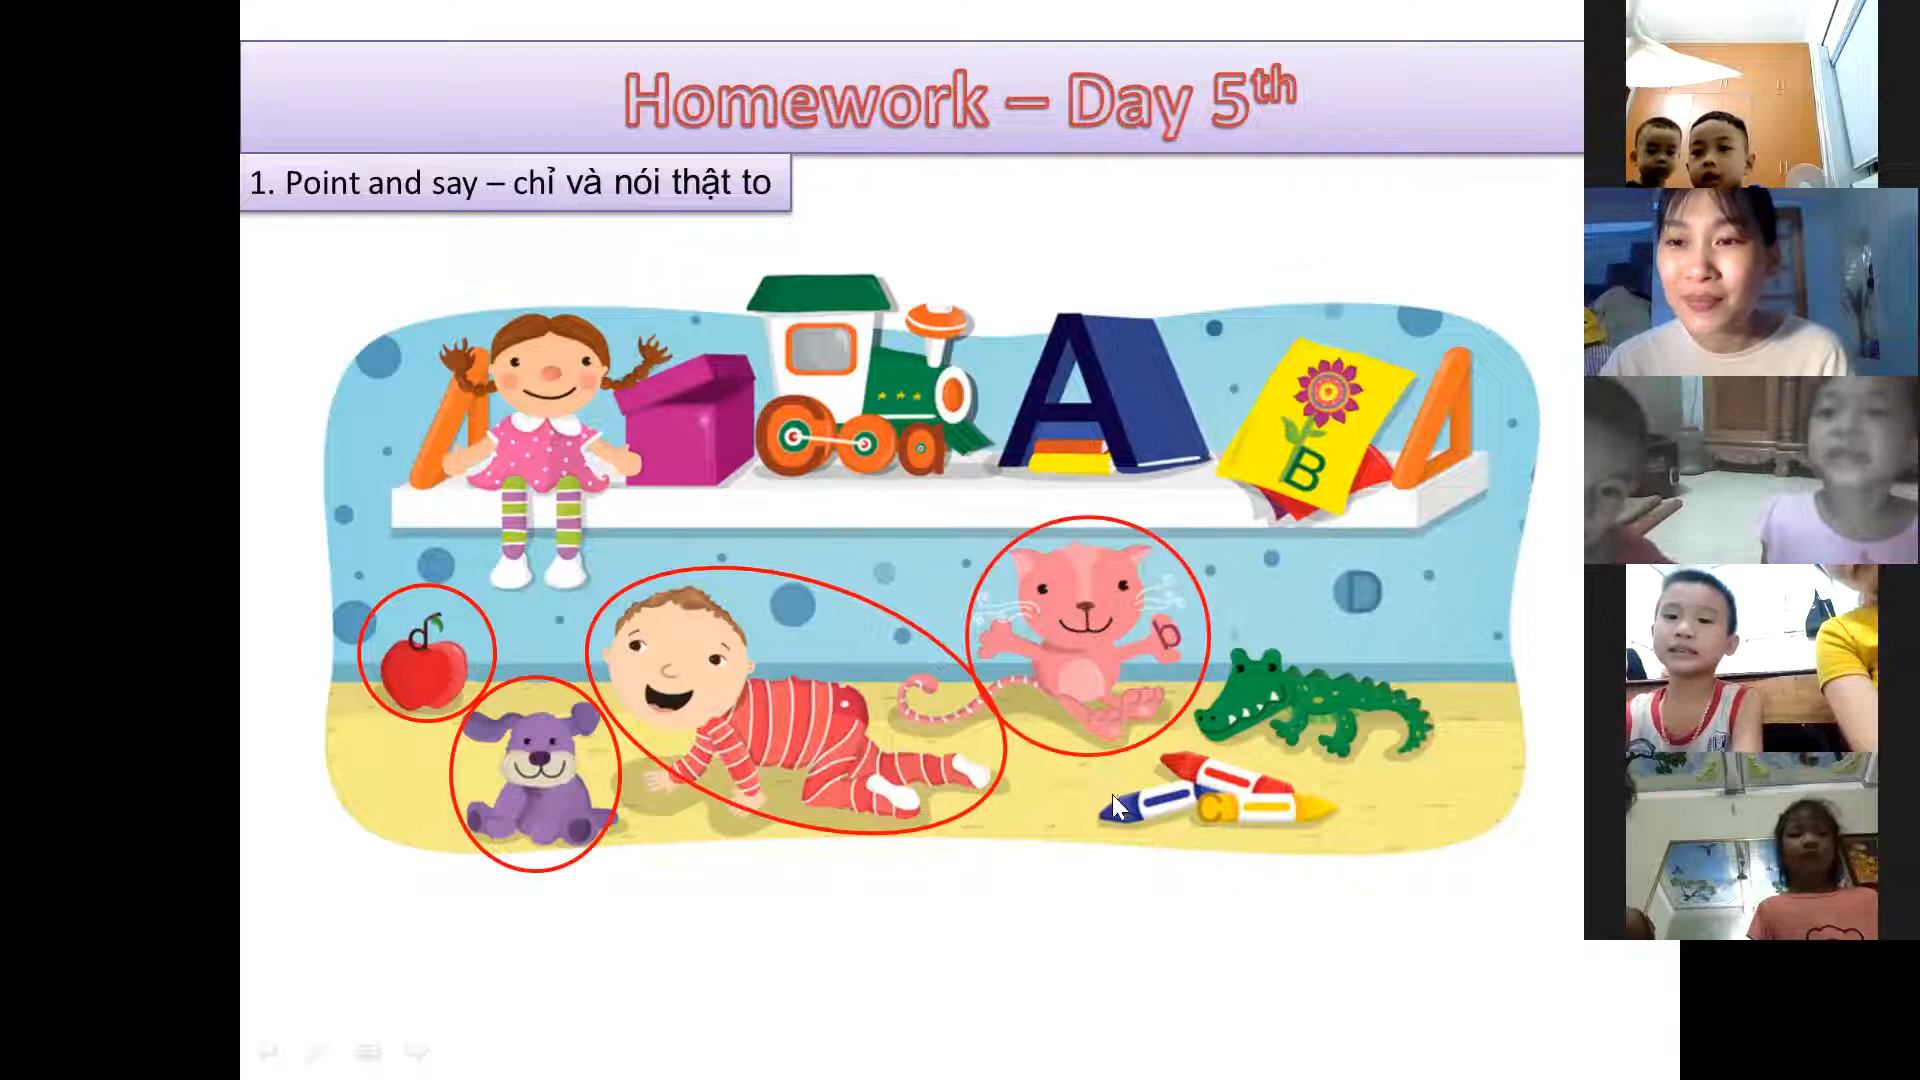 Homework – Day 5th
1. Point and say – chỉ và nói thật to
a
A
B
d
b
D
C